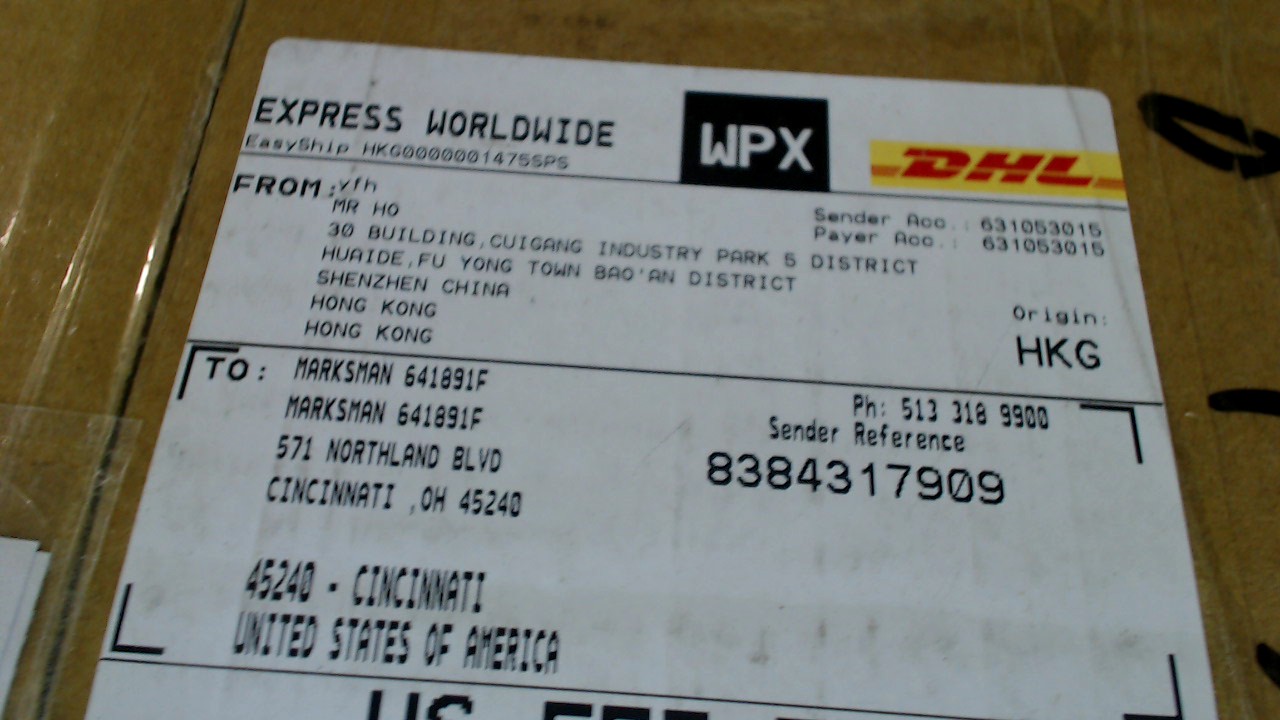 EXPRESS WORLDWIDE
EasyShip HKG0000001475SPS
WPX
DHL
FROM: yfh
MR HO
30 BUILDING,CUIGANG INDUSTRY PARK 5 DISTRICT
HUAIDE,FU YONG TOWN BAO'AN DISTRICT
SHENZHEN CHINA
HONG KONG
HONG KONG
Sender Acc.: 631053015
Payer Acc.: 631053015
Origin:
HKG
TO: MARKSMAN 641891F
MARKSMAN 641891F
571 NORTHLAND BLVD
CINCINNATI ,OH 45240
Ph: 513 318 9900
Sender Reference
8384317909
45240 - CINCINNATI
UNITED STATES OF AMERICA
US